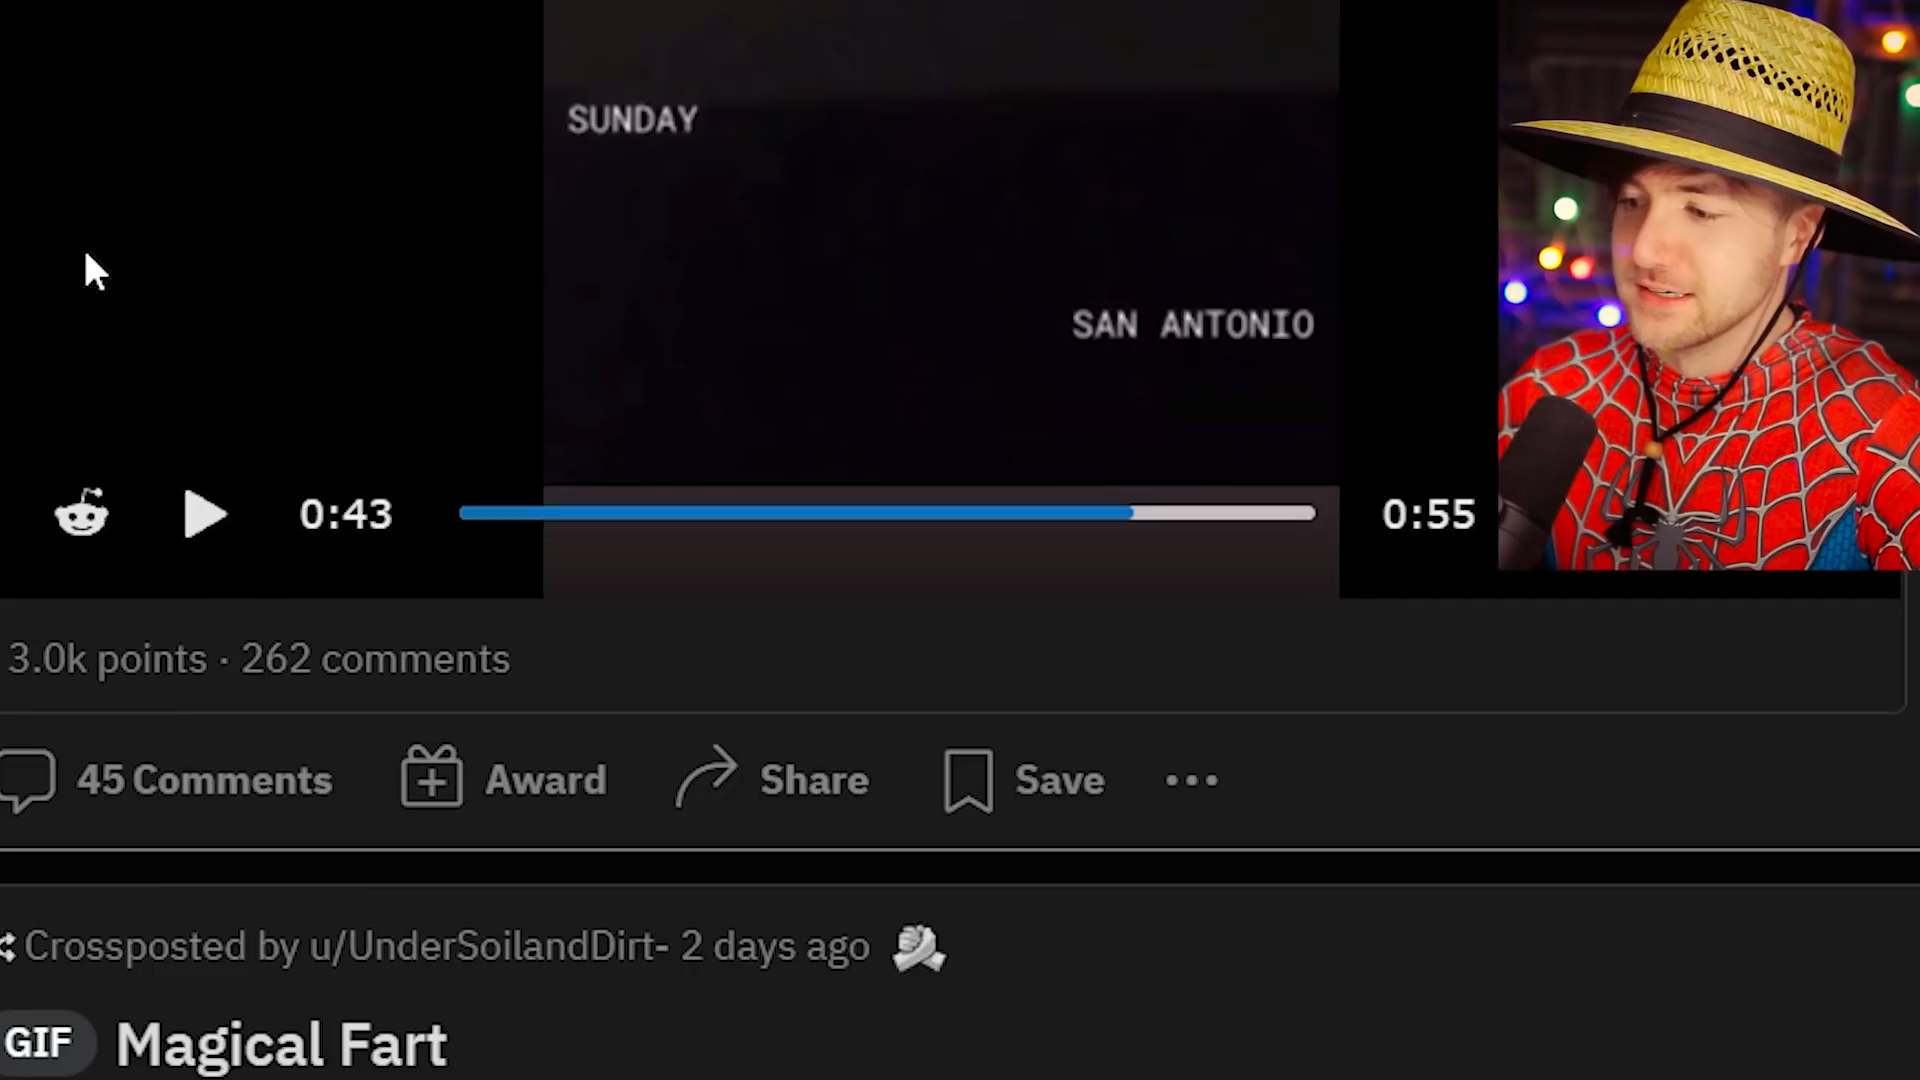 SUNDAY
SAN ANTONIO
0:43
0:55
3.0k points · 262 comments
45 Comments Award Share Save
Crossposted by u/UnderSoilandDirt- 2 days ago
GIF Magical Fart